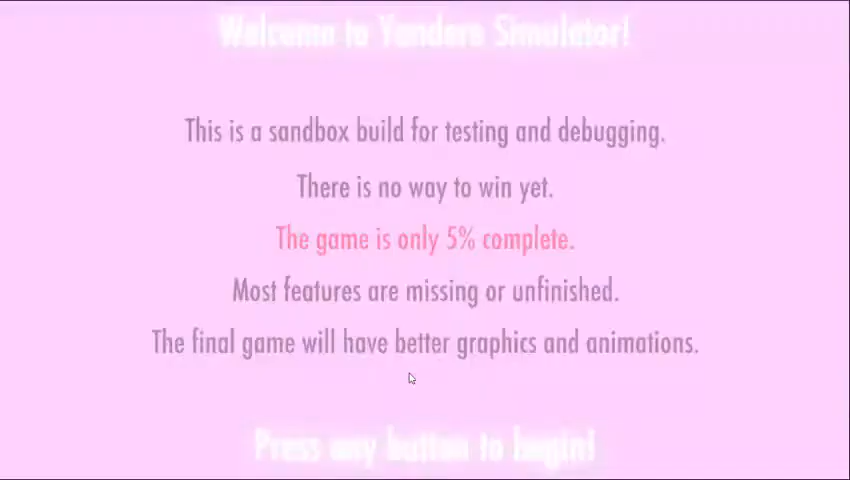 Welcome to Yandere Simulator!
This is a sandbox build for testing and debugging.
There is no way to win yet.
The game is only 5% complete.
Most features are missing or unfinished.
The final game will have better graphics and animations.
Press any button to begin!